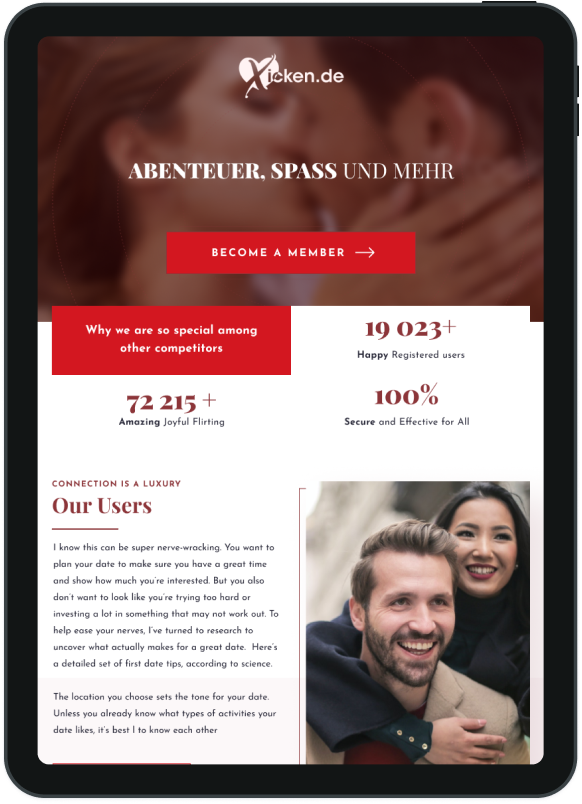 Xicken.de
ABENTEUER, SPASS UND MEHR
BECOME A MEMBER
Why we are so special among
other competitors
19 023+
Happy Registered users
72 215 +
Amazing Joyful Flirting
100%
Secure and Effective for All
CONNECTION IS A LUXURY
Our Users
I know this can be super nerve-wracking. You want to
plan your date to make sure you have a great time
and show how much you're interested. But you also
don't want to look like you're trying too hard or
investing a lot in something that may not work out. To
help ease your nerves, I've turned to research to
uncover what actually makes for a great date. Here's
a detailed set of first date tips, according to science.
The location you choose sets the tone for your date.
Unless you already know what types of activities your
date likes, it's best I to know each other